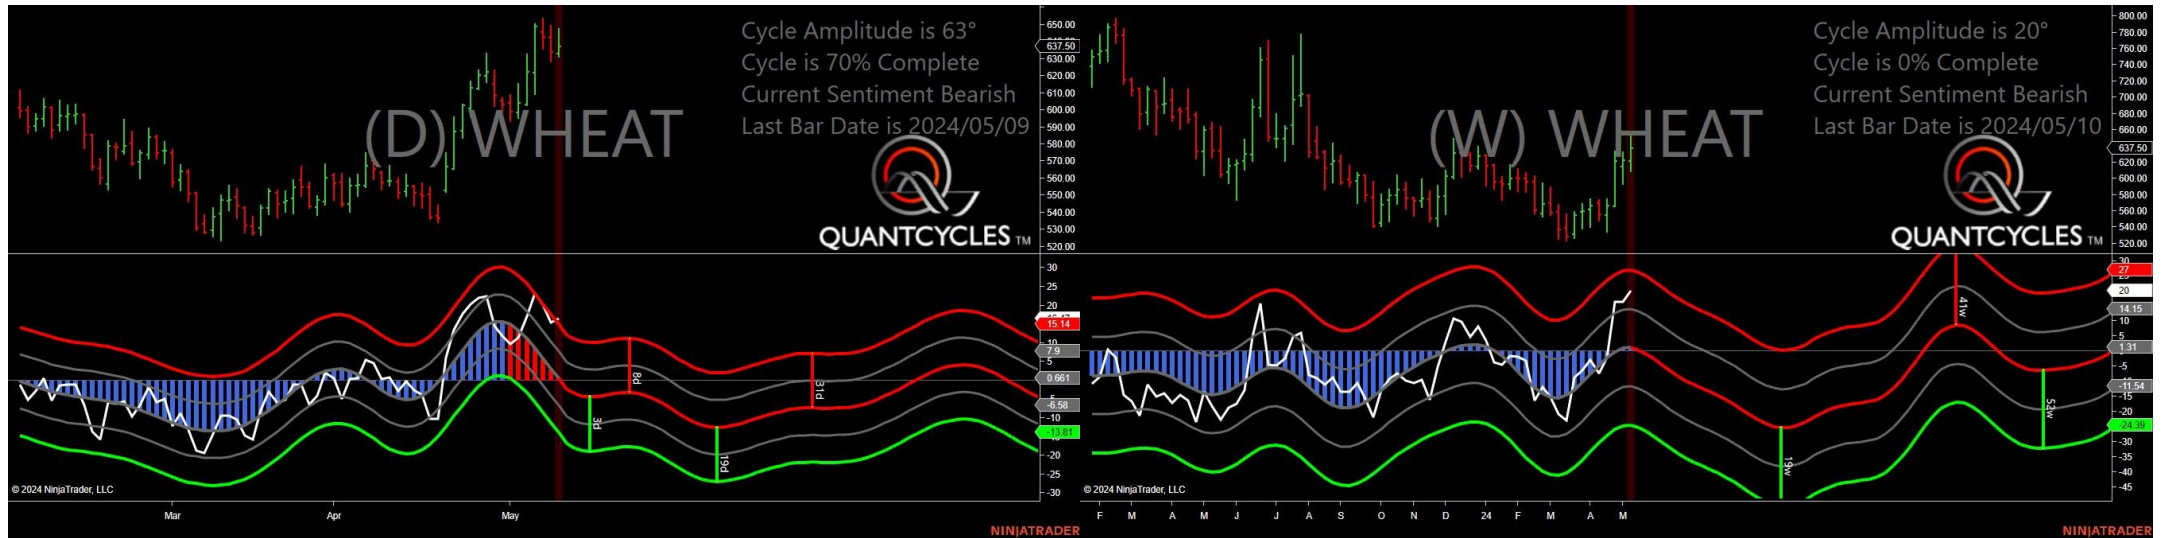 Cycle Amplitude is 63°
Cycle is 70% Complete
Current Sentiment Bearish
Last Bar Date is 2024/05/09
(D) WHEAT
QUANTCYCLES TM
650.00
637.50
630.00
620.00
610.00
600.00
590.00
580.00
570.00
560.00
550.00
540.00
530.00
520.00
30
25
20
15.14
10
7.9
5
0.661
-6.58
-10
-13.81
-20
-25
-30
8d
3d
31d
19d
© 2024 NinjaTrader, LLC
Mar Apr May
NINJATRADER
Cycle Amplitude is 20°
Cycle is 0% Complete
Current Sentiment Bearish
Last Bar Date is 2024/05/10
(W) WHEAT
QUANTCYCLES TM
800.00
780.00
760.00
740.00
720.00
700.00
680.00
660.00
637.50
620.00
600.00
580.00
560.00
540.00
520.00
30
27
20
14.15
10
5
1.31
-5
-11.54
-15
-20
-24.39
-30
-35
-40
-45
41w
52w
19w
© 2024 NinjaTrader, LLC
F M A M J J A S O N D 24 F M A M
NINJATRADER